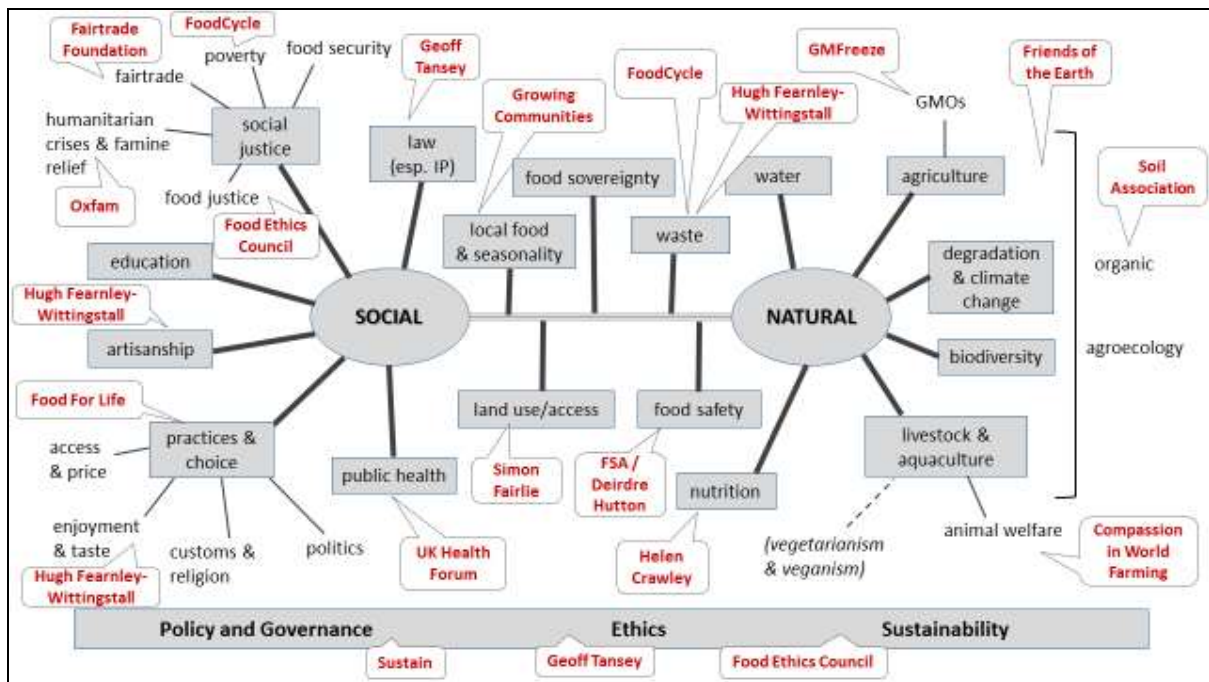 Fairtrade
Foundation
FoodCycle
poverty
food security
fairtrade
humanitarian
crises & famine
relief
social
justice
Oxfam
food justice
Food Ethics
Council
Geoff
Tansey
law
(esp. IP)
Growing
Communities
food sovereignty
local food
& seasonality
FoodCycle
Hugh Fearnley-
Wittingstall
waste
water
GMFreeze
GMOs
agriculture
Friends of
the Earth
Soil
Association
organic
agroecology
education
Hugh Fearnley-
Wittingstall
artisanship
SOCIAL
NATURAL
degradation
& climate
change
biodiversity
Food For Life
access
& price
practices &
choice
enjoyment
& taste
Hugh Fearnley-
Wittingstall
customs &
religion
politics
public health
UK Health
Forum
land use/access
Simon
Fairlie
food safety
FSA /
Deirdre
Hutton
nutrition
Helen
Crawley
livestock &
aquaculture
(vegetarianism
& veganism)
animal welfare
Compassion
in World
Farming
Policy and Governance
Ethics
Sustainability
Sustain
Geoff Tansey
Food Ethics Council